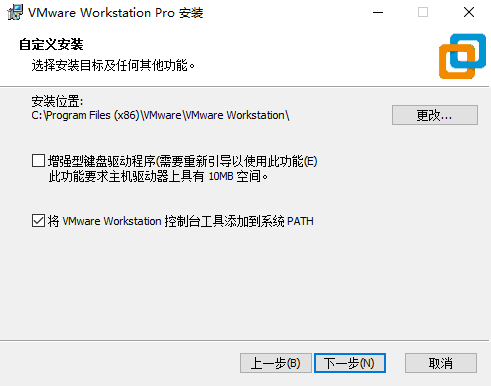 VMware Workstation Pro 安装
自定义安装
选择安装目标及任何其他功能。
安装位置:
C:\Program Files (x86)\VMware\VMware Workstation\
更改...
增强型键盘驱动程序(需要重新引导以使用此功能(E)
此功能要求主机驱动器上具有 10MB 空间。
将 VMware Workstation 控制台工具添加到系统 PATH
上一步(B)
下一步(N)
取消